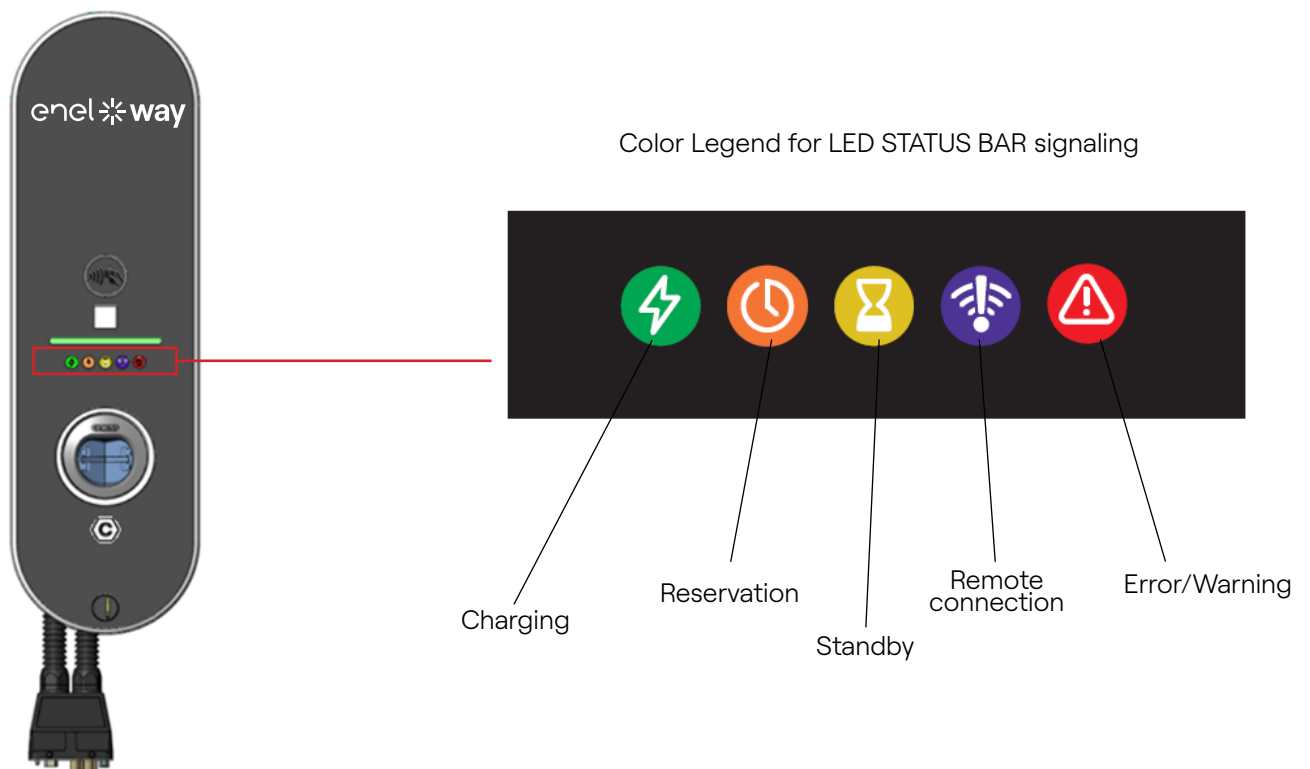 enel way
Color Legend for LED STATUS BAR signaling
Charging
Reservation
Standby
Remote
connection
Error/Warning
C